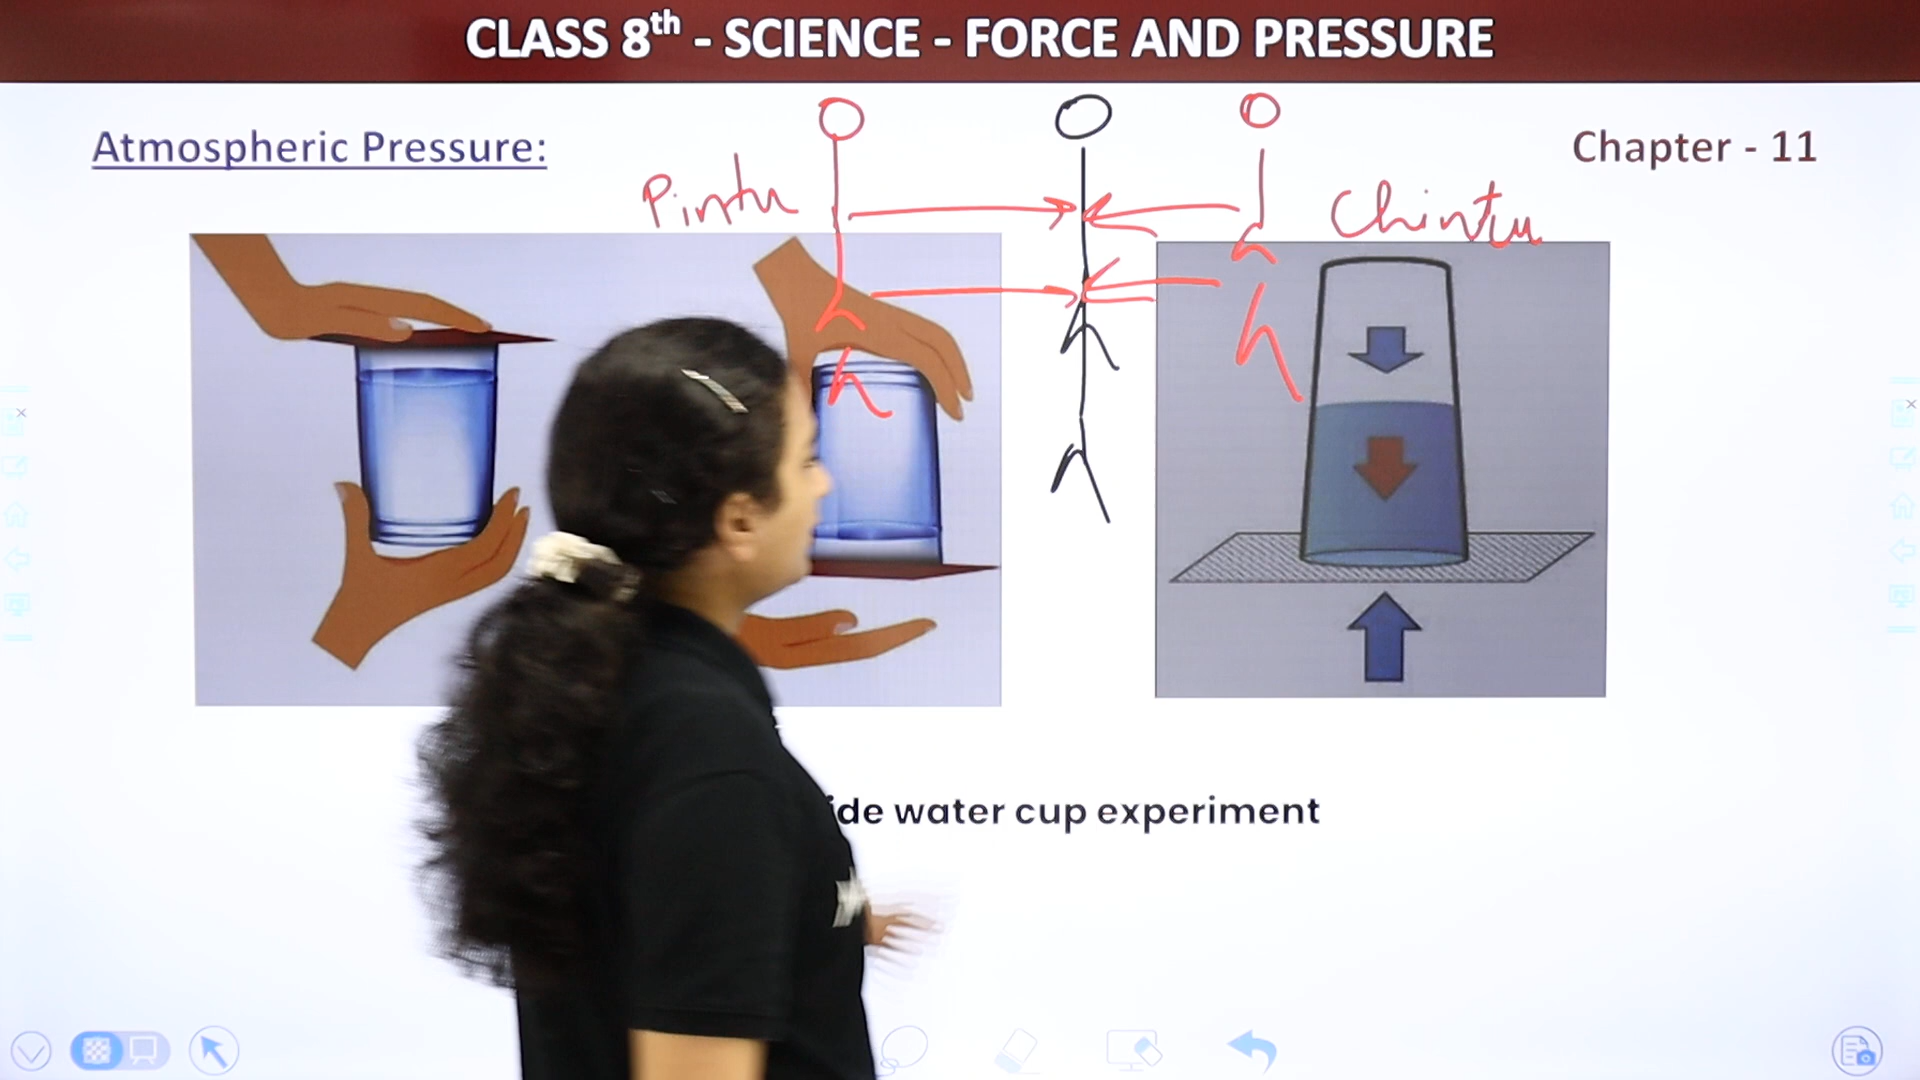 CLASS 8th - SCIENCE - FORCE AND PRESSURE
Atmospheric Pressure:
Chapter - 11
Pintu
Chintu
ide water cup experiment